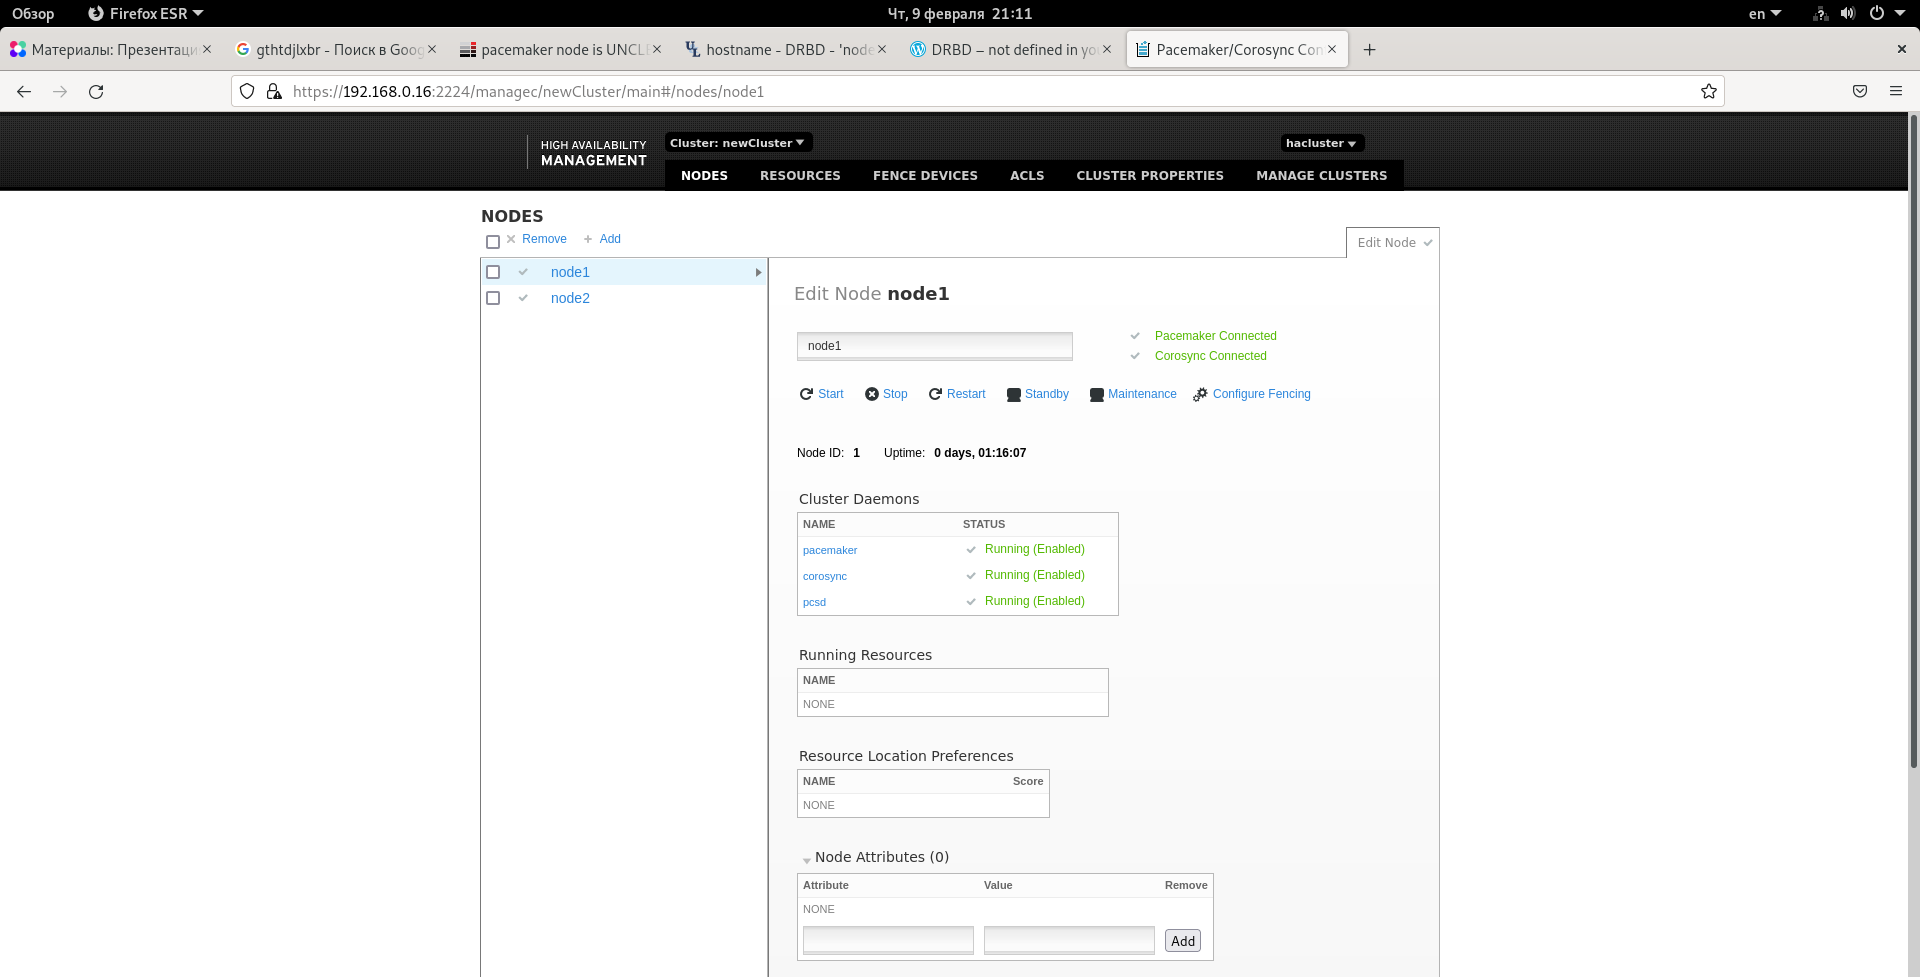 Обзор Firefox ESR Чт, 9 февраля 21:11 en
Материалы: Презентаци gthtdjlxbr - Поиск в Goog pacemaker node is UNCLE hostname - DRBD - 'node DRBD – not defined in yo Pacemaker/Corosync Con
https://192.168.0.16:2224/managec/newCluster/main#/nodes/node1
HIGH AVAILABILITY
MANAGEMENT
Cluster: newCluster hacluster
NODES RESOURCES FENCE DEVICES ACLS CLUSTER PROPERTIES MANAGE CLUSTERS
NODES
Remove Add
Edit Node
node1
node2
Edit Node node1
node1
Pacemaker Connected
Corosync Connected
Start Stop Restart Standby Maintenance Configure Fencing
Node ID: 1 Uptime: 0 days, 01:16:07
Cluster Daemons
NAME STATUS
pacemaker Running (Enabled)
corosync Running (Enabled)
pcsd Running (Enabled)
Running Resources
NAME
NONE
Resource Location Preferences
NAME Score
NONE
Node Attributes (0)
Attribute Value Remove
NONE
Add